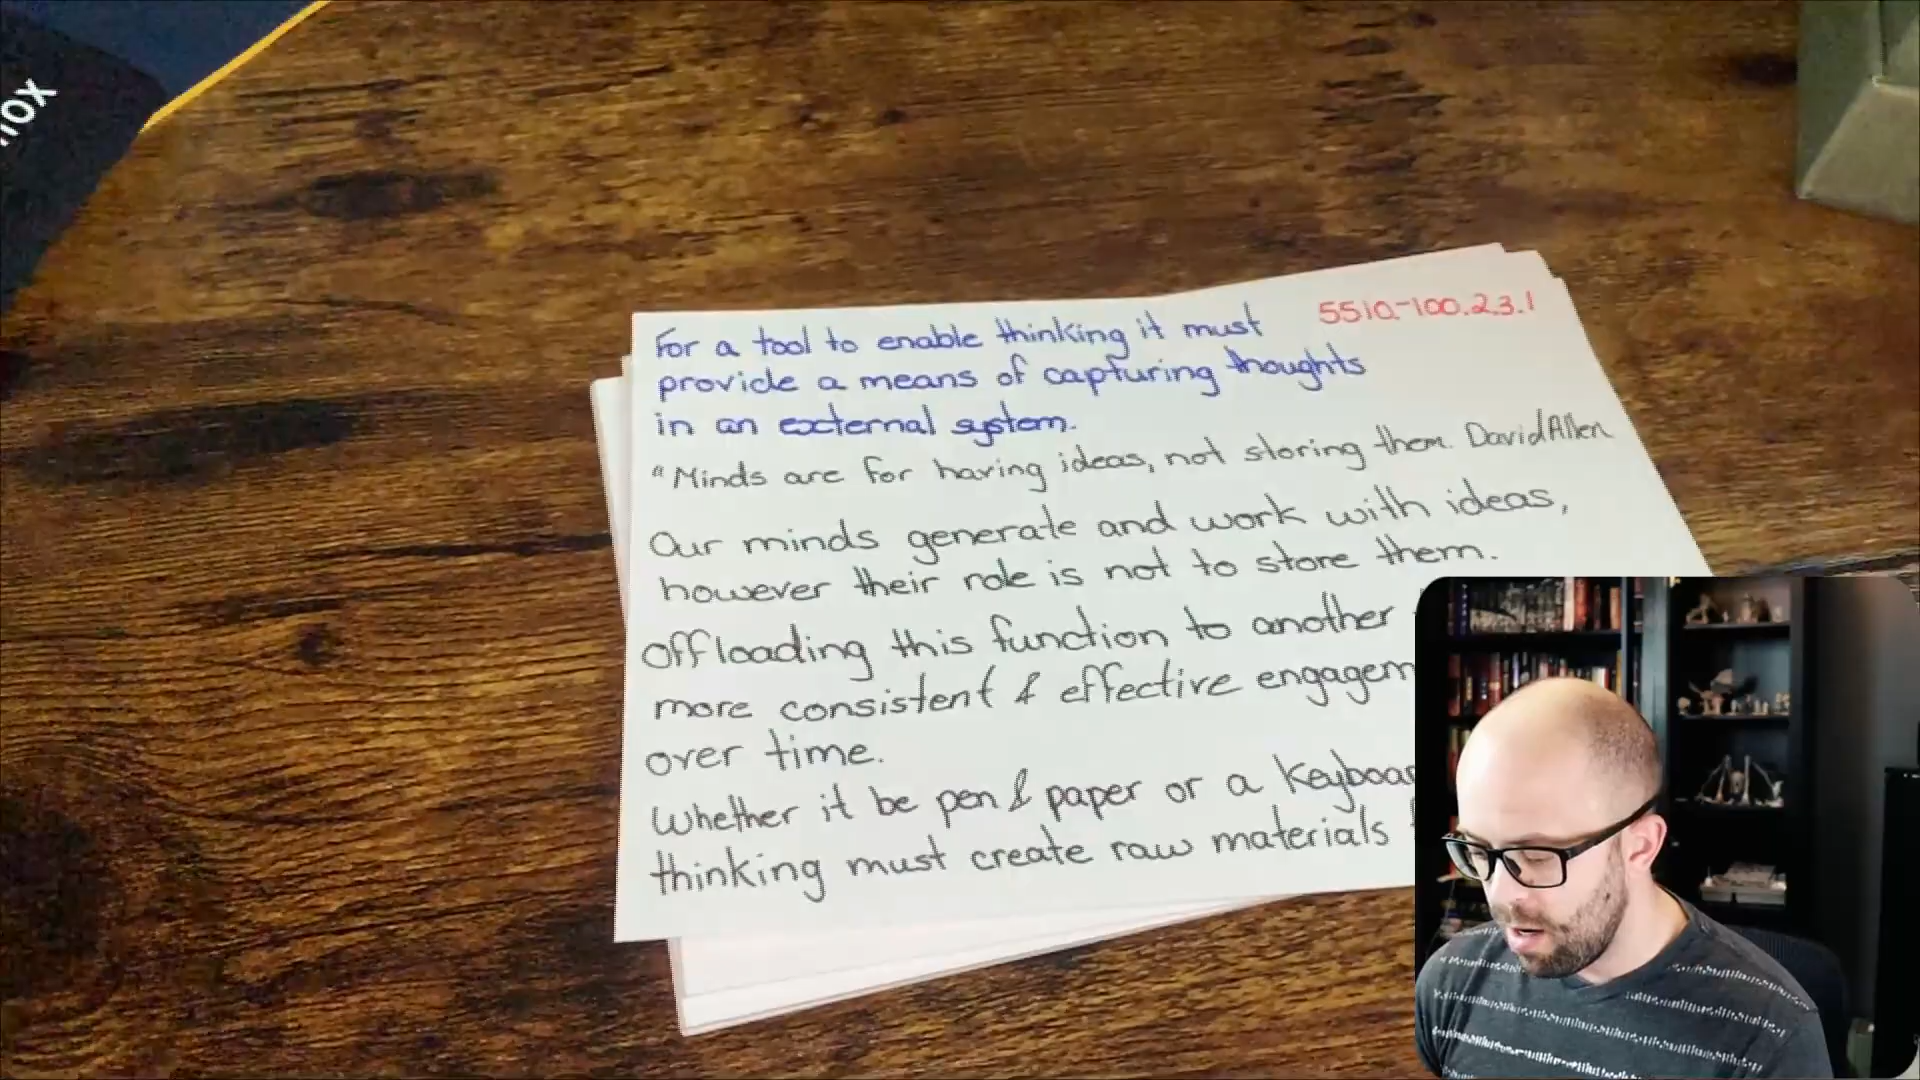 For a tool to enable thinking it must
5510-100.2.3.1
provide a means of capturing thoughts
in an external system.
"Minds are for having ideas, not storing them. David Allen
Our minds generate and work with ideas,
however their role is not to store them.
Offloading this function to another
more consistent & effective engagem
over time.
Whether it be pen & paper or a Keyboar
thinking must create raw materials